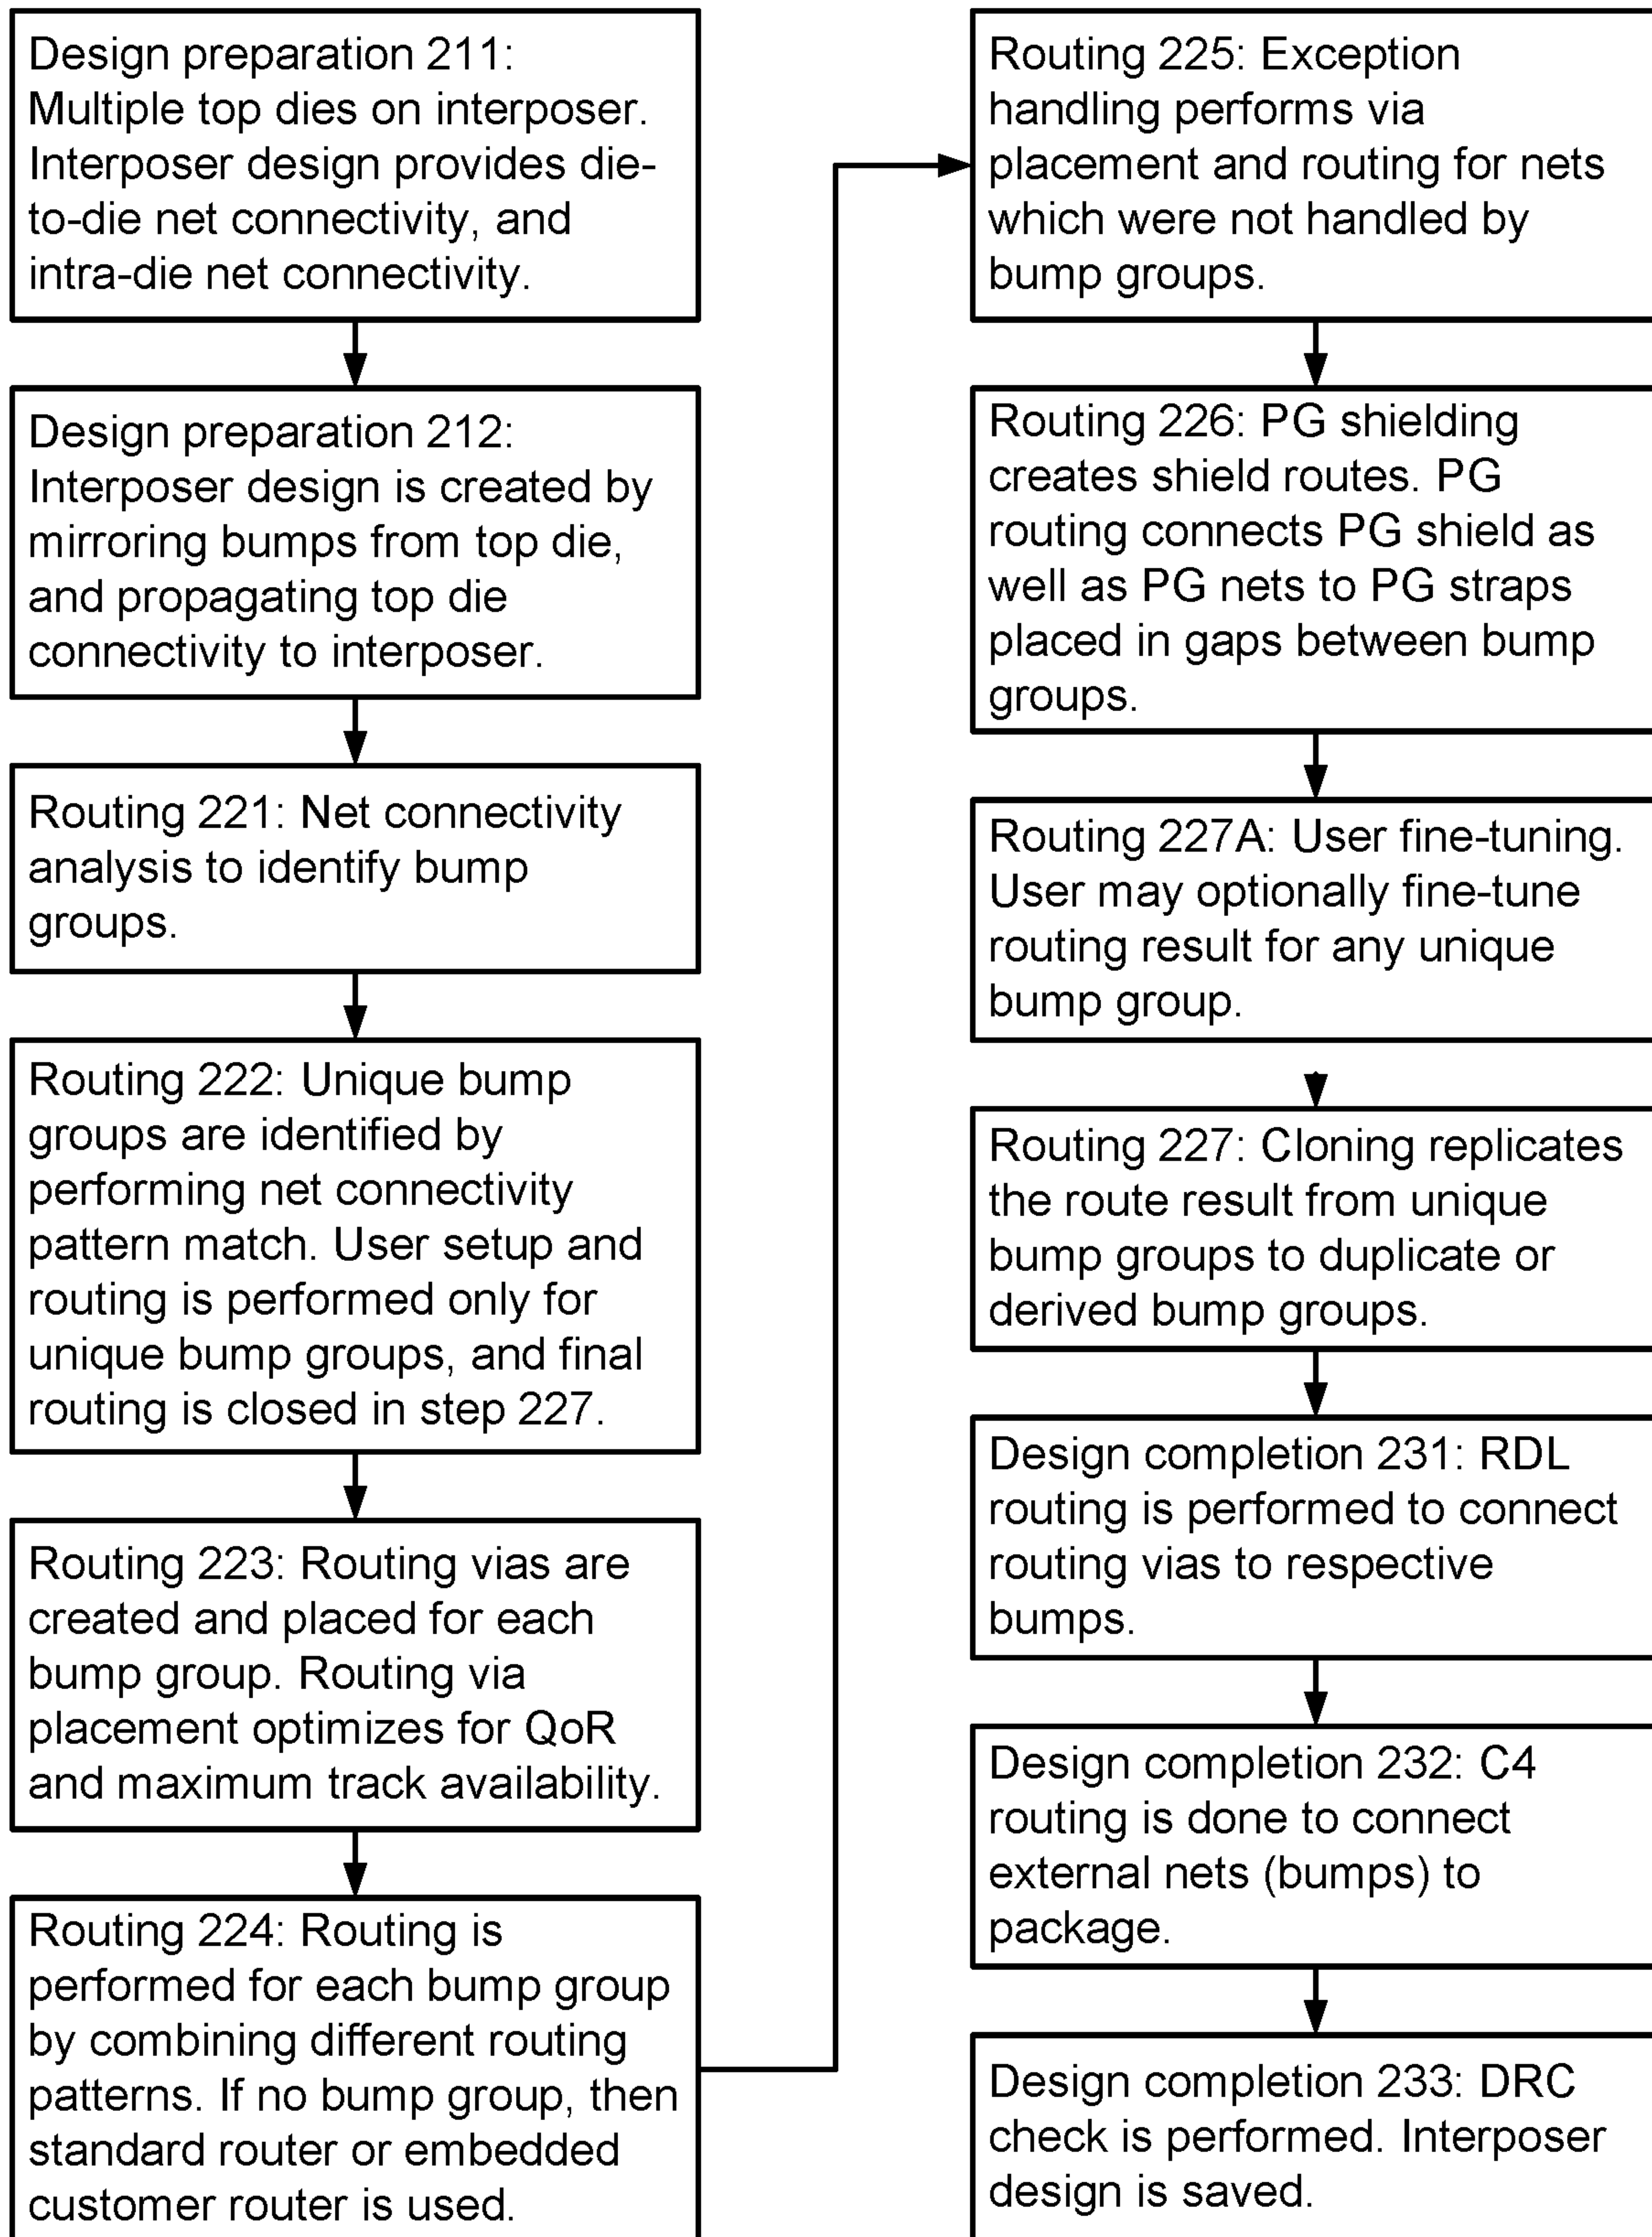 Design preparation 211:
Multiple top dies on interposer.
Interposer design provides die-
to-die net connectivity, and
intra-die net connectivity.
Design preparation 212:
Interposer design is created by
mirroring bumps from top die,
and propagating top die
connectivity to interposer.
Routing 221: Net connectivity
analysis to identify bump
groups.
Routing 222: Unique bump
groups are identified by
performing net connectivity
pattern match. User setup and
routing is performed only for
unique bump groups, and final
routing is closed in step 227.
Routing 223: Routing vias are
created and placed for each
bump group. Routing via
placement optimizes for QoR
and maximum track availability.
Routing 224: Routing is
performed for each bump group
by combining different routing
patterns. If no bump group, then
standard router or embedded
customer router is used.
Routing 225: Exception
handling performs via
placement and routing for nets
which were not handled by
bump groups.
Routing 226: PG shielding
creates shield routes. PG
routing connects PG shield as
well as PG nets to PG straps
placed in gaps between bump
groups.
Routing 227A: User fine-tuning.
User may optionally fine-tune
routing result for any unique
bump group.
Routing 227: Cloning replicates
the route result from unique
bump groups to duplicate or
derived bump groups.
Design completion 231: RDL
routing is performed to connect
routing vias to respective
bumps.
Design completion 232: C4
routing is done to connect
external nets (bumps) to
package.
Design completion 233: DRC
check is performed. Interposer
design is saved.